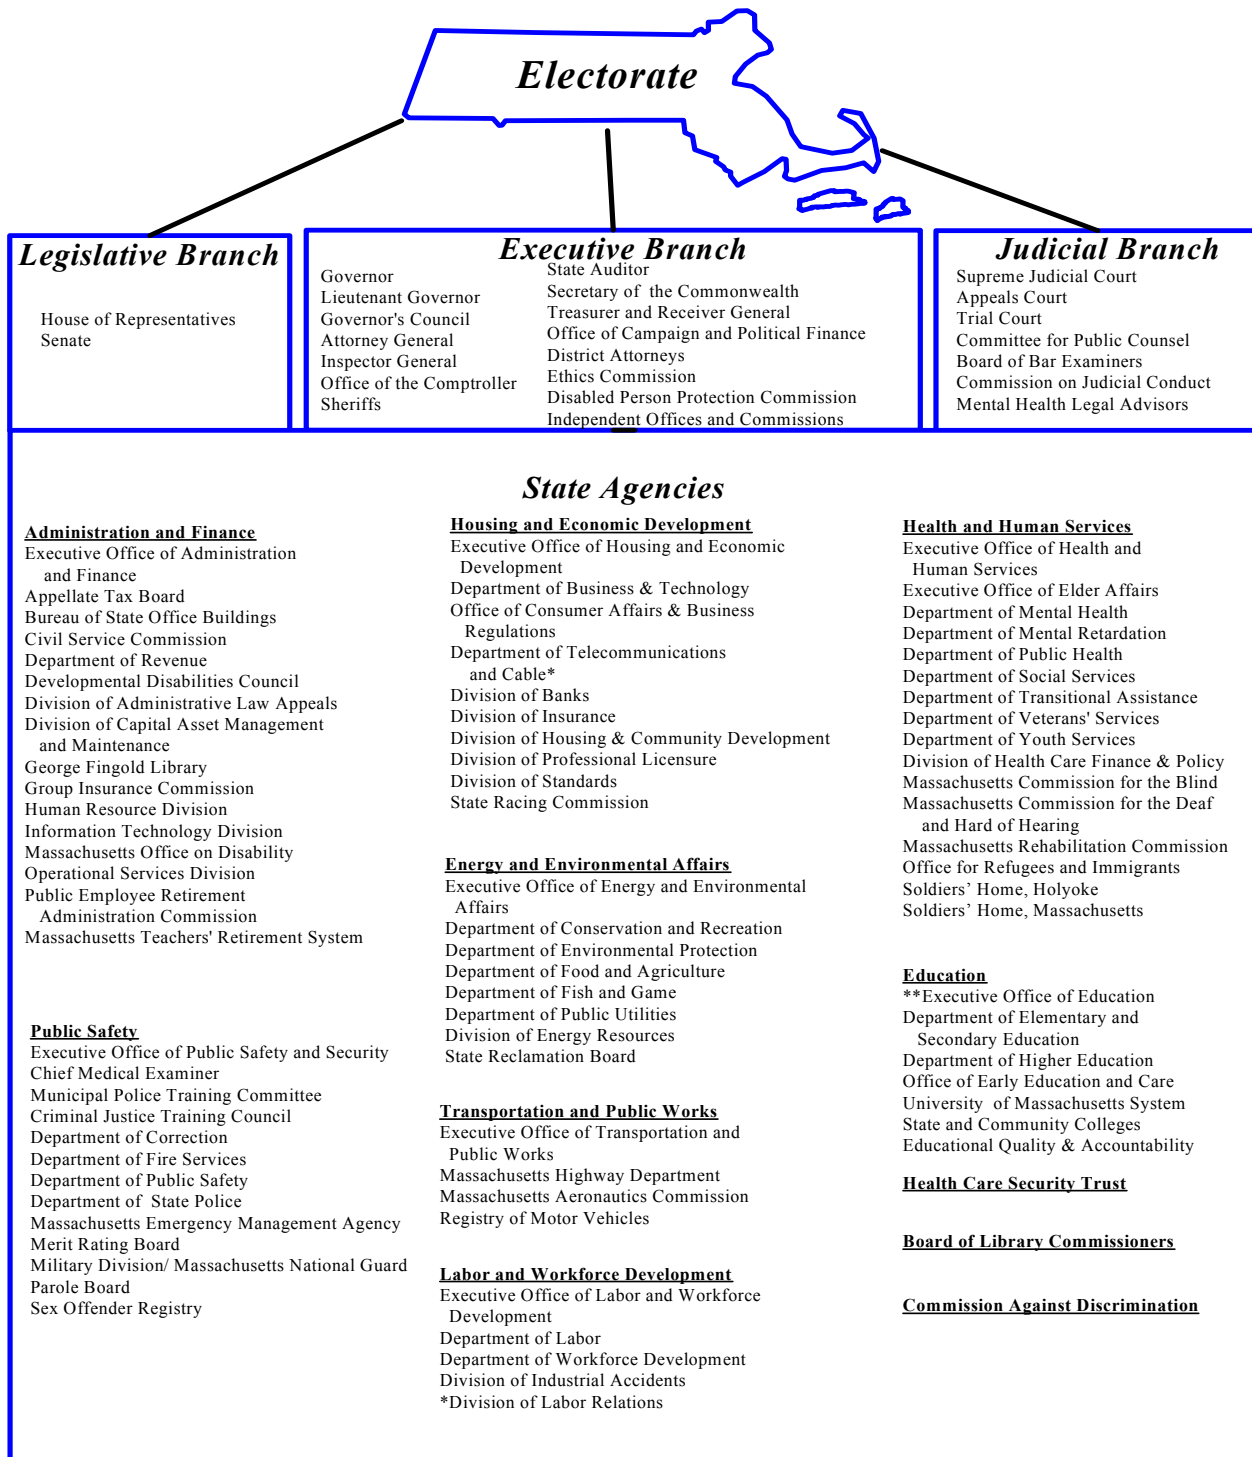 Electorate
Legislative Branch
House of Representatives
Senate
Executive Branch
Governor
Lieutenant Governor
Governor's Council
Attorney General
Inspector General
Office of the Comptroller
Sheriffs
State Auditor
Secretary of the Commonwealth
Treasurer and Receiver General
Office of Campaign and Political Finance
District Attorneys
Ethics Commission
Disabled Person Protection Commission
Independent Offices and Commissions
Judicial Branch
Supreme Judicial Court
Appeals Court
Trial Court
Committee for Public Counsel
Board of Bar Examiners
Commission on Judicial Conduct
Mental Health Legal Advisors
State Agencies
Administration and Finance
Executive Office of Administration
and Finance
Appellate Tax Board
Bureau of State Office Buildings
Civil Service Commission
Department of Revenue
Developmental Disabilities Council
Division of Administrative Law Appeals
Division of Capital Asset Management
and Maintenance
George Fingold Library
Group Insurance Commission
Human Resource Division
Information Technology Division
Massachusetts Office on Disability
Operational Services Division
Public Employee Retirement
Administration Commission
Massachusetts Teachers' Retirement System
Public Safety
Executive Office of Public Safety and Security
Chief Medical Examiner
Municipal Police Training Committee
Criminal Justice Training Council
Department of Correction
Department of Fire Services
Department of Public Safety
Department of State Police
Massachusetts Emergency Management Agency
Merit Rating Board
Military Division/ Massachusetts National Guard
Parole Board
Sex Offender Registry
Housing and Economic Development
Executive Office of Housing and Economic
Development
Department of Business & Technology
Office of Consumer Affairs & Business
Regulations
Department of Telecommunications
and Cable*
Division of Banks
Division of Insurance
Division of Housing & Community Development
Division of Professional Licensure
Division of Standards
State Racing Commission
Energy and Environmental Affairs
Executive Office of Energy and Environmental
Affairs
Department of Conservation and Recreation
Department of Environmental Protection
Department of Food and Agriculture
Department of Fish and Game
Department of Public Utilities
Division of Energy Resources
State Reclamation Board
Transportation and Public Works
Executive Office of Transportation and
Public Works
Massachusetts Highway Department
Massachusetts Aeronautics Commission
Registry of Motor Vehicles
Labor and Workforce Development
Executive Office of Labor and Workforce
Development
Department of Labor
Department of Workforce Development
Division of Industrial Accidents
*Division of Labor Relations
Health and Human Services
Executive Office of Health and
Human Services
Executive Office of Elder Affairs
Department of Mental Health
Department of Mental Retardation
Department of Public Health
Department of Social Services
Department of Transitional Assistance
Department of Veterans' Services
Department of Youth Services
Division of Health Care Finance & Policy
Massachusetts Commission for the Blind
Massachusetts Commission for the Deaf
and Hard of Hearing
Massachusetts Rehabilitation Commission
Office for Refugees and Immigrants
Soldiers’ Home, Holyoke
Soldiers’ Home, Massachusetts
Education
**Executive Office of Education
Department of Elementary and
Secondary Education
Department of Higher Education
Office of Early Education and Care
University of Massachusetts System
State and Community Colleges
Educational Quality & Accountability
Health Care Security Trust
Board of Library Commissioners
Commission Against Discrimination